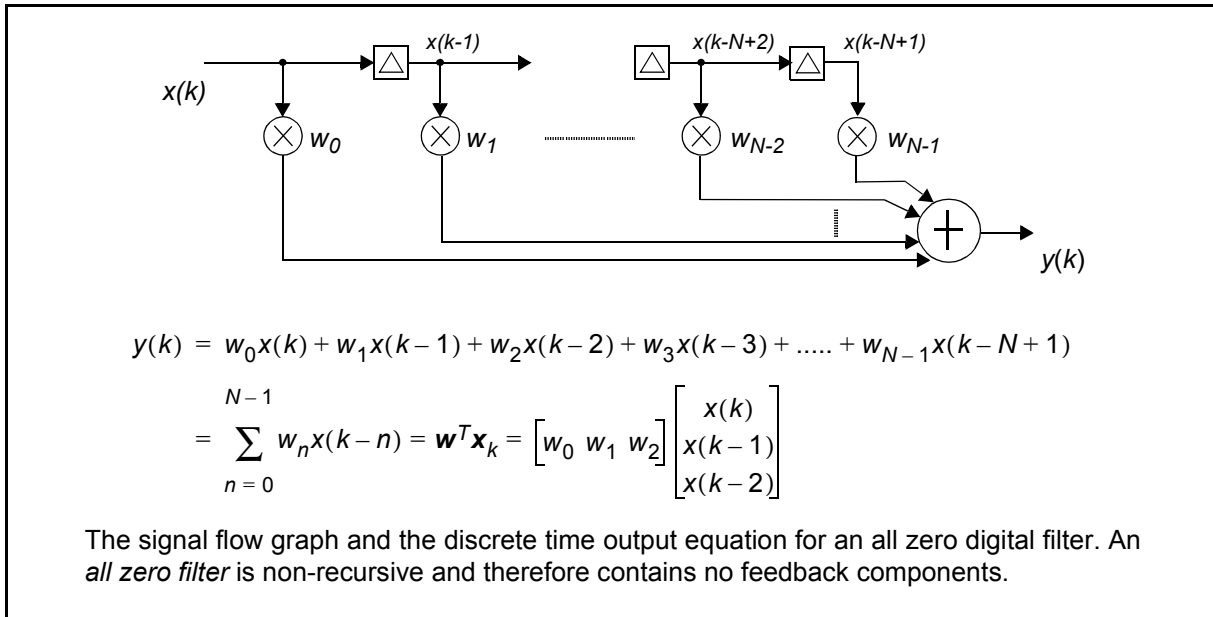 x(k-1) x(k-N+2) x(k-N+1)
x(k)
w0 w1 wN-2 wN-1
y(k)
y(k) = w0x(k) + w1x(k – 1) + w2x(k – 2) + w3x(k – 3) + ..... + wN – 1x(k – N + 1)
N – 1
= ∑ wnx(k – n) = w^T xk = [w0 w1 w2] [x(k)
x(k – 1)
x(k – 2)]
n = 0
The signal flow graph and the discrete time output equation for an all zero digital filter. An
all zero filter is non-recursive and therefore contains no feedback components.